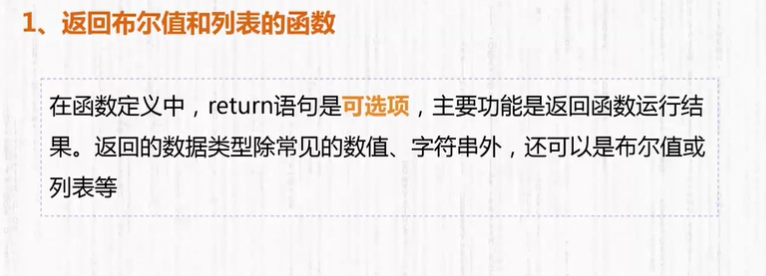 1、返回布尔值和列表的函数
在函数定义中，return语句是可选项，主要功能是返回函数运行结
果。返回的数据类型除常见的数值、字符串外，还可以是布尔值或
列表等